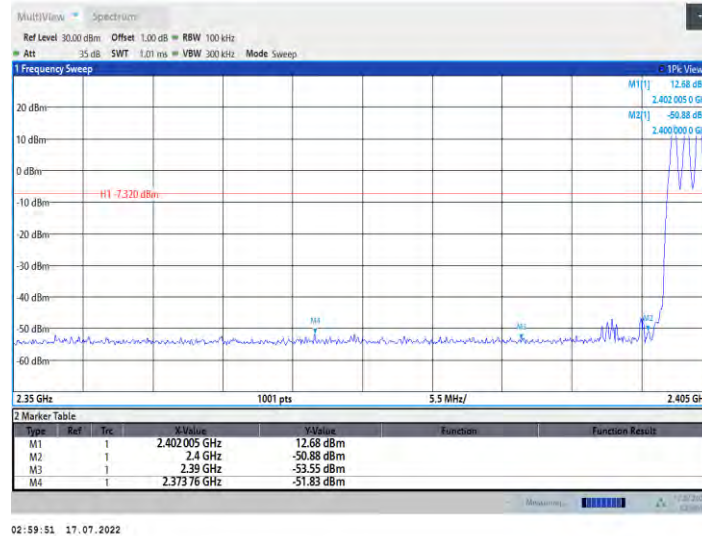 MultiView Spectrum
Ref Level 30.00 dBm Offset 1.00 dB RBW 100 kHz
Att 35 dB SWT 1.01 ms VBW 300 kHz Mode Sweep
1 Frequency Sweep 1Pk View
M1[1] 12.68 dB
2.402 005 0 G
20 dBm
M2[1] -50.88 dB
2.400 000 0 G
10 dBm
0 dBm
H1 -7.320 dBm
-10 dBm
-20 dBm
-30 dBm
-40 dBm
M4 M3 M2
-50 dBm
-60 dBm
2.35 GHz 1001 pts 5.5 MHz/ 2.405 GH
2 Marker Table
Type Ref Trc X-Value Y-Value Function Function Result
M1 1 2.402 005 GHz 12.68 dBm
M2 1 2.4 GHz -50.88 dBm
M3 1 2.39 GHz -53.55 dBm
M4 1 2.373 76 GHz -51.83 dBm
02:59:51 17.07.2022